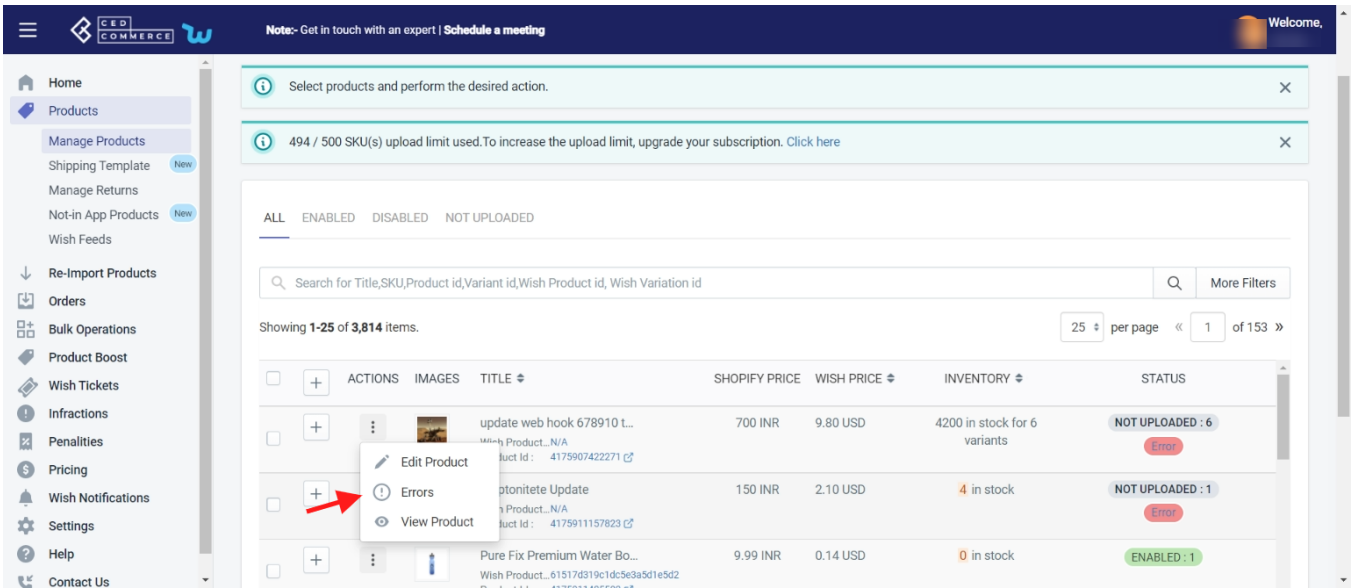 CED
COMMERCE
Note:- Get in touch with an expert | Schedule a meeting
Welcome,
Home
Products
Manage Products
Shipping Template New
Manage Returns
Not-in App Products New
Wish Feeds
Re-Import Products
Orders
Bulk Operations
Product Boost
Wish Tickets
Infractions
Penalities
Pricing
Wish Notifications
Settings
Help
Contact Us
Select products and perform the desired action.
494 / 500 SKU(s) upload limit used.To increase the upload limit, upgrade your subscription. Click here
ALL ENABLED DISABLED NOT UPLOADED
Search for Title,SKU,Product id,Variant id,Wish Product id, Wish Variation id
More Filters
Showing 1-25 of 3,814 items.
25 per page « 1 of 153 »
ACTIONS IMAGES TITLE SHOPIFY PRICE WISH PRICE INVENTORY STATUS
update web hook 678910 t... 700 INR 9.80 USD 4200 in stock for 6 variants NOT UPLOADED : 6
Product...N/A Error
4175907422271
Edit Product
Errors
View Product
Update 150 INR 2.10 USD 4 in stock NOT UPLOADED : 1
Product...N/A Error
4175911157823
Pure Fix Premium Water Bo... 9.99 INR 0.14 USD 0 in stock ENABLED : 1
Wish Product...61517d319c1dc5e3a5d1e5d2